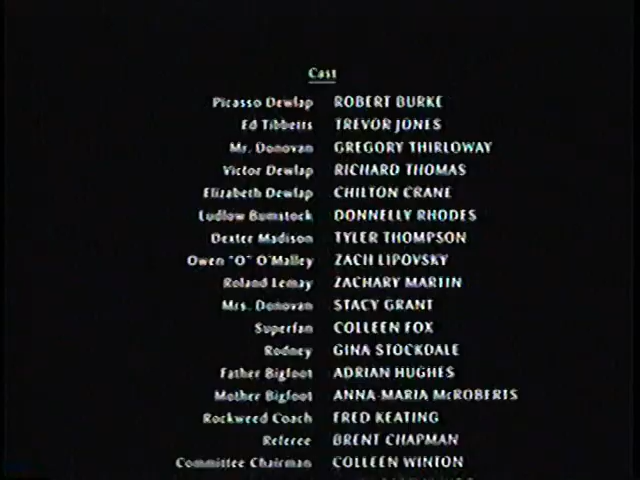 Cast
Picasso Dewlap ROBERT BURKE
Ed Tibbetts TREVOR JONES
Mr. Donovan GREGORY THIRLOWAY
Victor Dewlap RICHARD THOMAS
Elizabeth Dewlap CHILTON CRANE
Ludlow Bumstock DONNELLY RHODES
Dexter Madison TYLER THOMPSON
Owen "O" O'Malley ZACH LIPOVSKY
Roland Lemay ZACHARY MARTIN
Mrs. Donovan STACY GRANT
Superfan COLLEEN FOX
Rodney GINA STOCKDALE
Father Bigfoot ADRIAN HUGHES
Mother Bigfoot ANNA-MARIA McROBERTS
Rockweed Coach FRED KEATING
Referee BRENT CHAPMAN
Committee Chairman COLLEEN WINTON